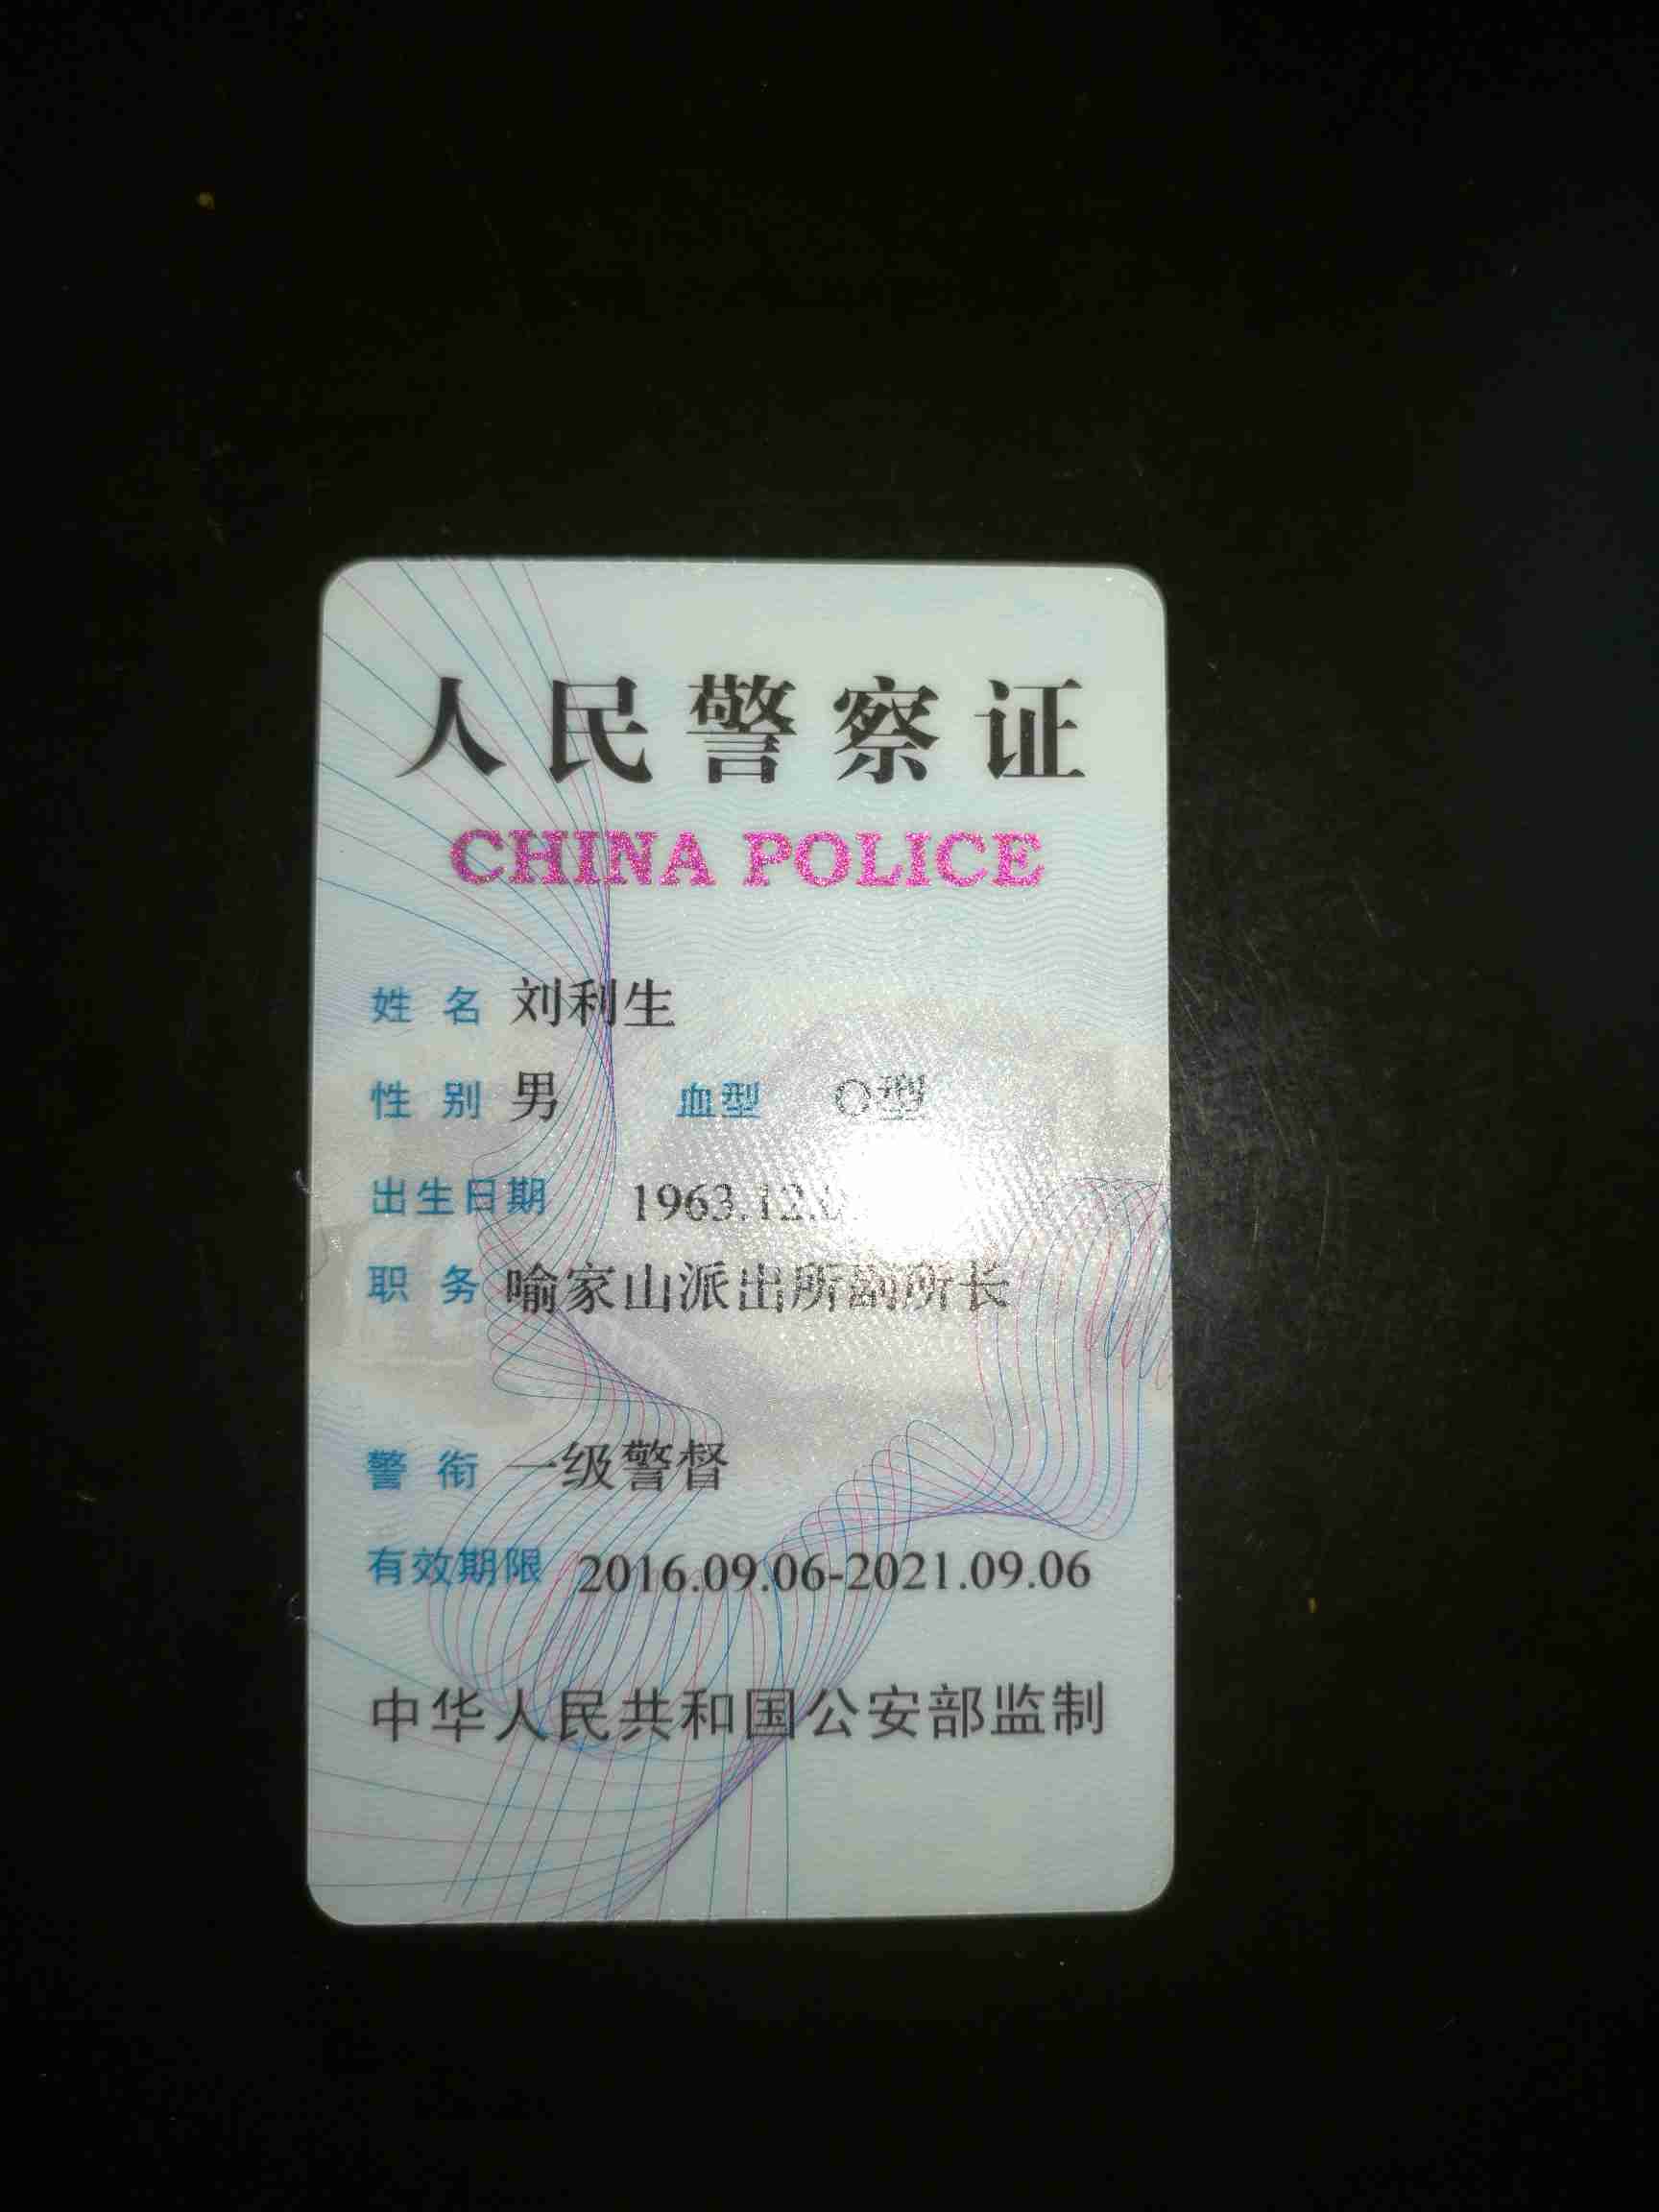 人民警察证
CHINA POLICE
姓 名 刘利生
性 别 男 血型 O型
出生日期 1963.12.
职 务 喻家山派出所副所长
警 衔 一级警督
有效期限 2016.09.06-2021.09.06
中华人民共和国公安部监制